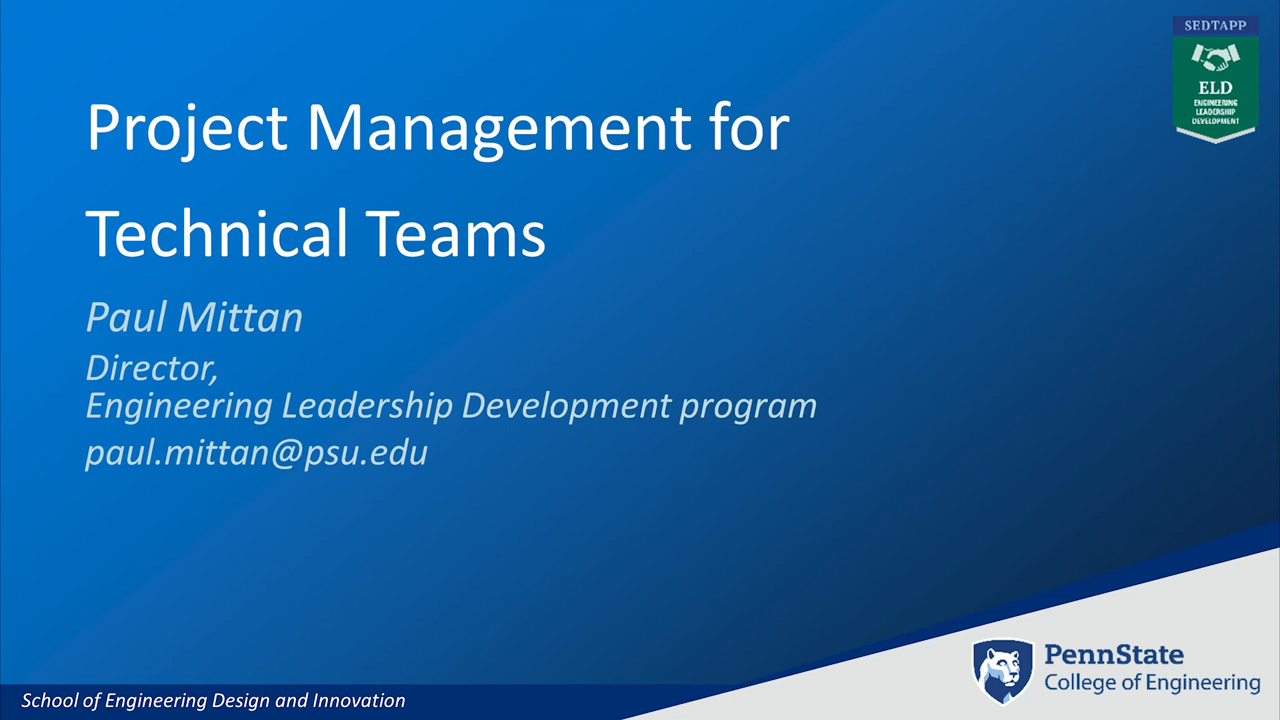 SEDTAPP
ELD
ENGINEERING
LEADERSHIP
DEVELOPMENT
Project Management for
Technical Teams
Paul Mittan
Director,
Engineering Leadership Development program
paul.mittan@psu.edu
PennState
College of Engineering
School of Engineering Design and Innovation